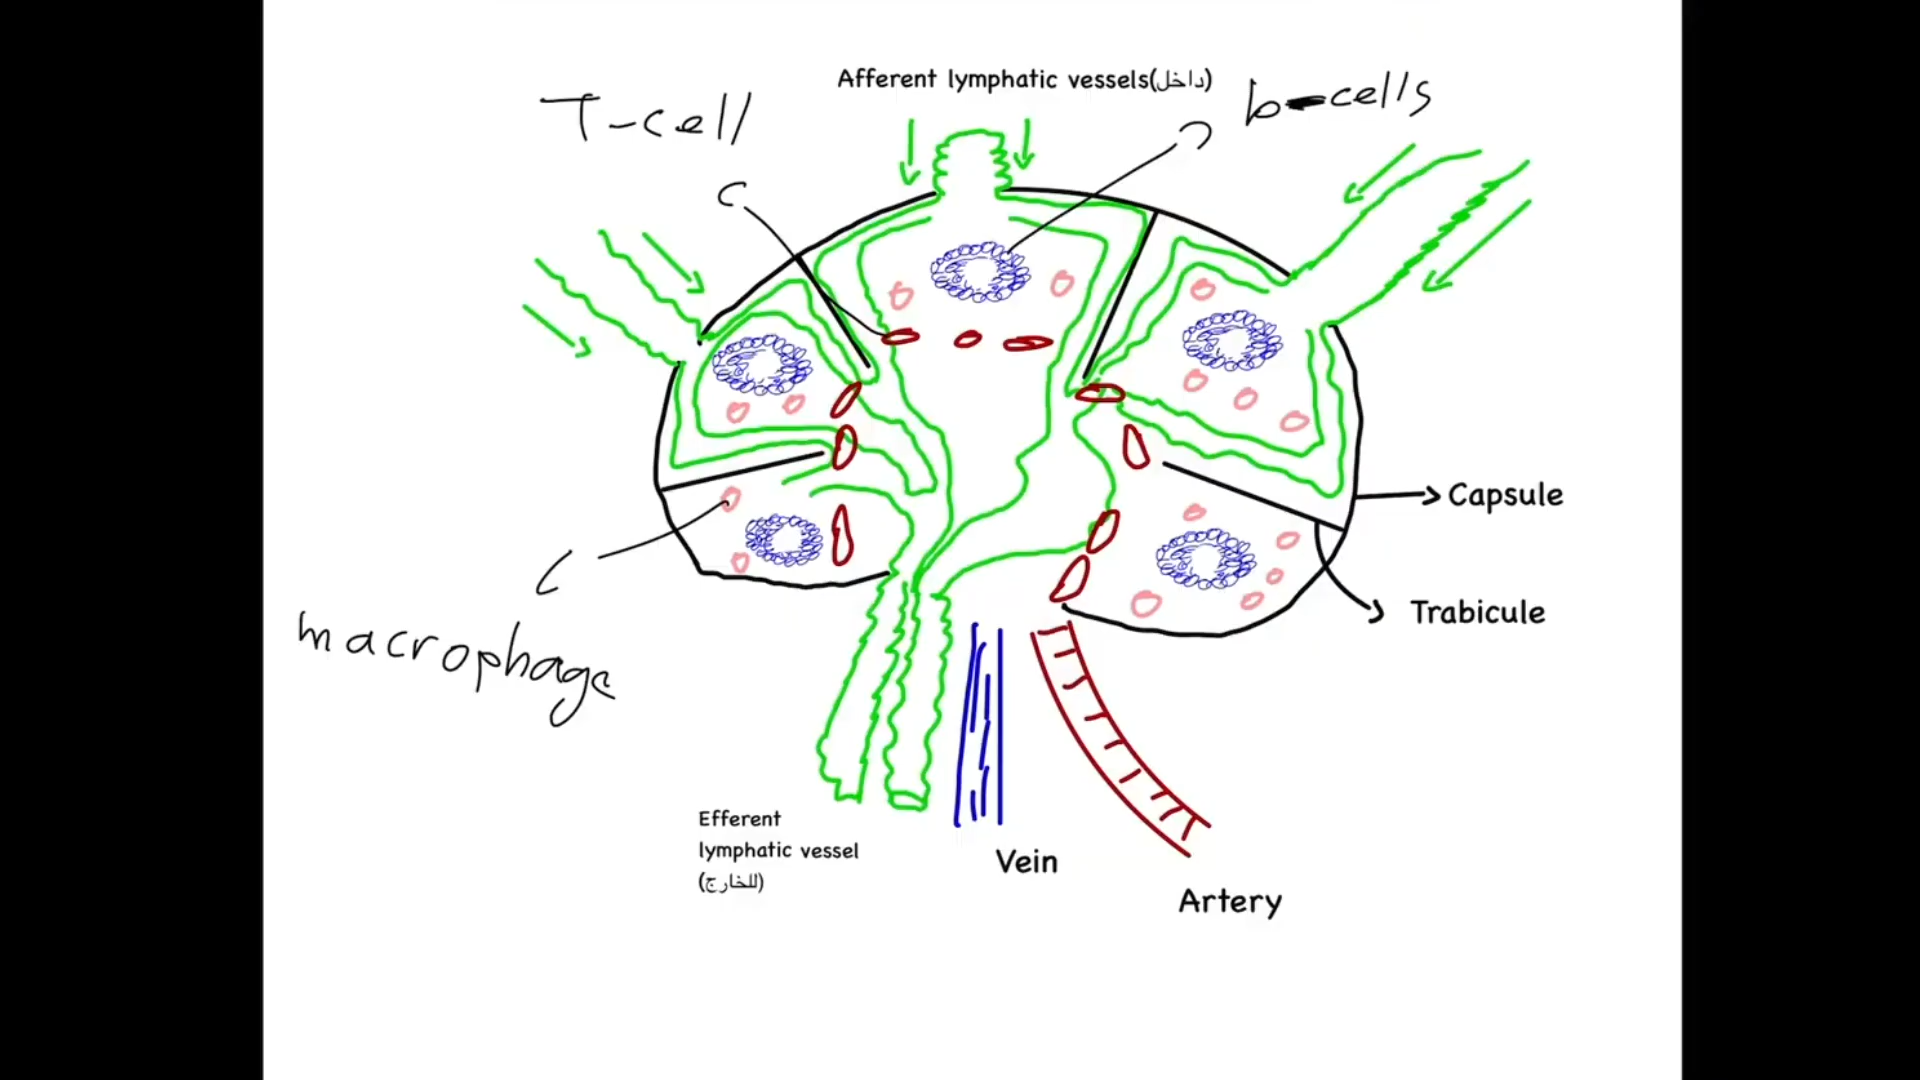 Afferent lymphatic vessels(داخل)
T-cell
b-cells
Capsule
Trabicule
macrophage
Efferent
lymphatic vessel
(للخارج)
Vein
Artery